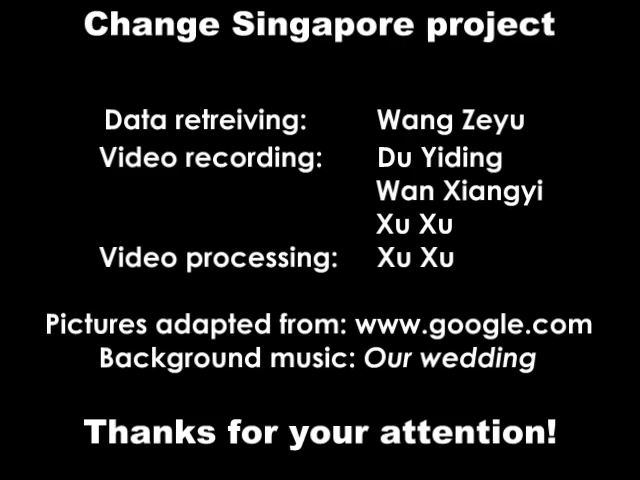 Change Singapore project
Data retreiving: Wang Zeyu
Video recording: Du Yiding
Wan Xiangyi
Xu Xu
Video processing: Xu Xu
Pictures adapted from: www.google.com
Background music: Our wedding
Thanks for your attention!